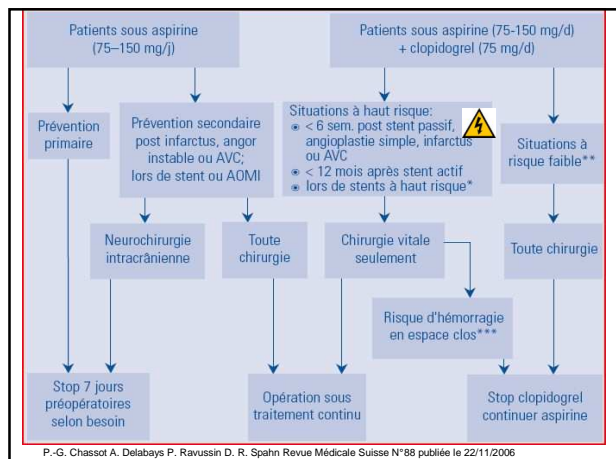 Patients sous aspirine
(75–150 mg/j)
Patients sous aspirine (75-150 mg/d)
+ clopidogrel (75 mg/d)
Prévention
primaire
Prévention secondaire
post infarctus, angor
instable ou AVC;
lors de stent ou AOMI
Situations à haut risque:
< 6 sem. post stent passif,
angioplastie simple, infarctus
ou AVC
< 12 mois après stent actif
lors de stents à haut risque*
Situations à
risque faible**
Neurochirurgie
intracrânienne
Toute
chirurgie
Chirurgie vitale
seulement
Toute chirurgie
Risque d'hémorragie
en espace clos***
Stop 7 jours
préopératoires
selon besoin
Opération sous
traitement continu
Stop clopidogrel
continuer aspirine
P.-G. Chassot A. Delabays P. Ravussin D. R. Spahn Revue Médicale Suisse N°88 publiée le 22/11/2006